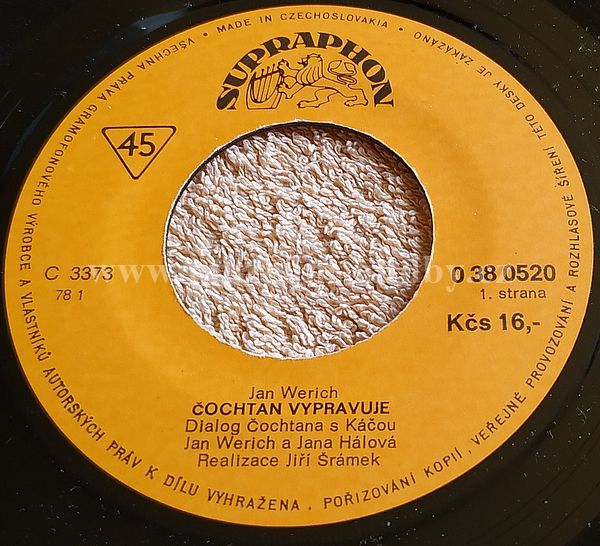 VŠECHNA PRÁVA GRAMOFONOVÉHO VÝROBCE A VLASTNÍKŮ AUTORSKÝCH PRÁV K DÍLU VYHRAŽENA. POŘIZOVÁNÍ KOPIÍ, VEŘEJNÉ PROVOZOVÁNÍ A ROZHLASOVÉ ŠÍŘENÍ TÉTO DESKY JE ZAKÁZÁNO • MADE IN CZECHOSLOVAKIA •
SUPRAPHON
45
C 3373
78 1
0 38 0520
1. strana
Kčs 16,-
Jan Werich
ČOCHTAN VYPRAVUJE
Dialog Čochtana s Káčou
Jan Werich a Jana Hálová
Realizace Jiří Šrámek